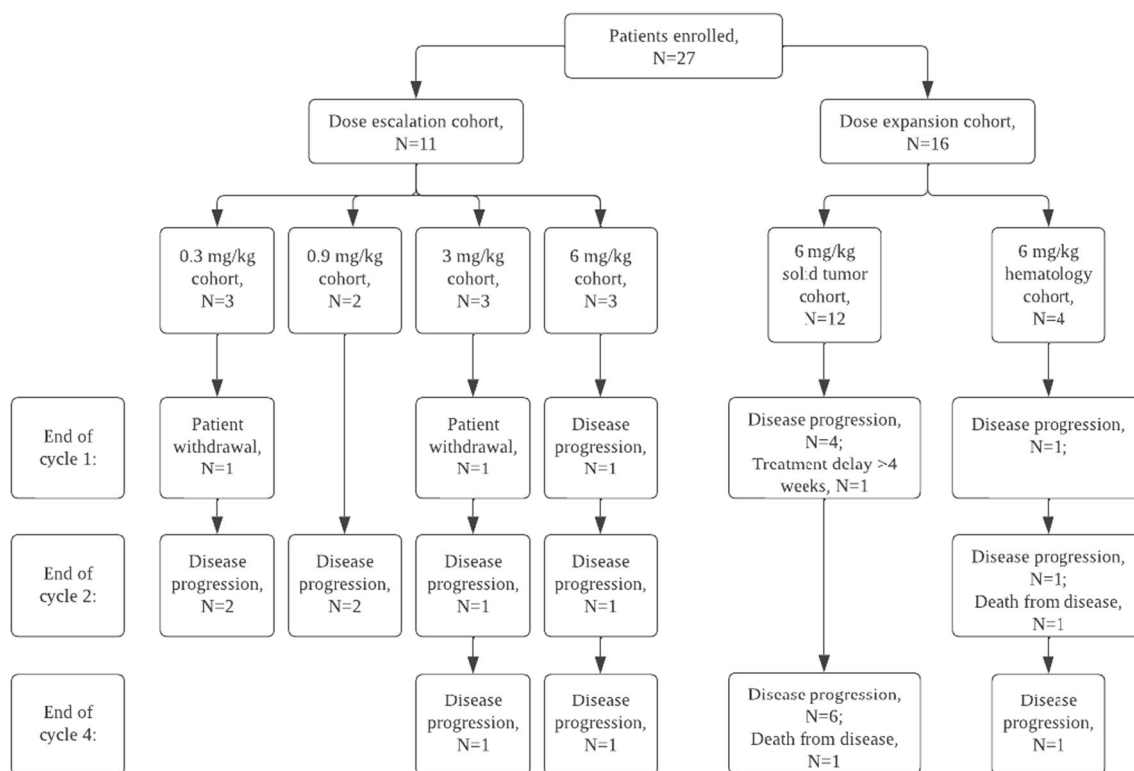 Patients enrolled,
N=27
Dose escalation cohort,
N=11
Dose expansion cohort,
N=16
0.3 mg/kg
cohort,
N=3
0.9 mg/kg
cohort,
N=2
3 mg/kg
cohort,
N=3
6 mg/kg
cohort,
N=3
6 mg/kg
solid tumor
cohort,
N=12
6 mg/kg
hematology
cohort,
N=4
End of
cycle 1:
Patient
withdrawal,
N=1
Patient
withdrawal,
N=1
Disease
progression,
N=1
Disease progression,
N=4;
Treatment delay >4
weeks, N=1
Disease progression,
N=1;
End of
cycle 2:
Disease
progression,
N=2
Disease
progression,
N=2
Disease
progression,
N=1
Disease
progression,
N=1
Disease progression,
N=1;
Death from disease,
N=1
End of
cycle 4:
Disease
progression,
N=1
Disease
progression,
N=1
Disease progression,
N=6;
Death from disease,
N=1
Disease
progression,
N=1